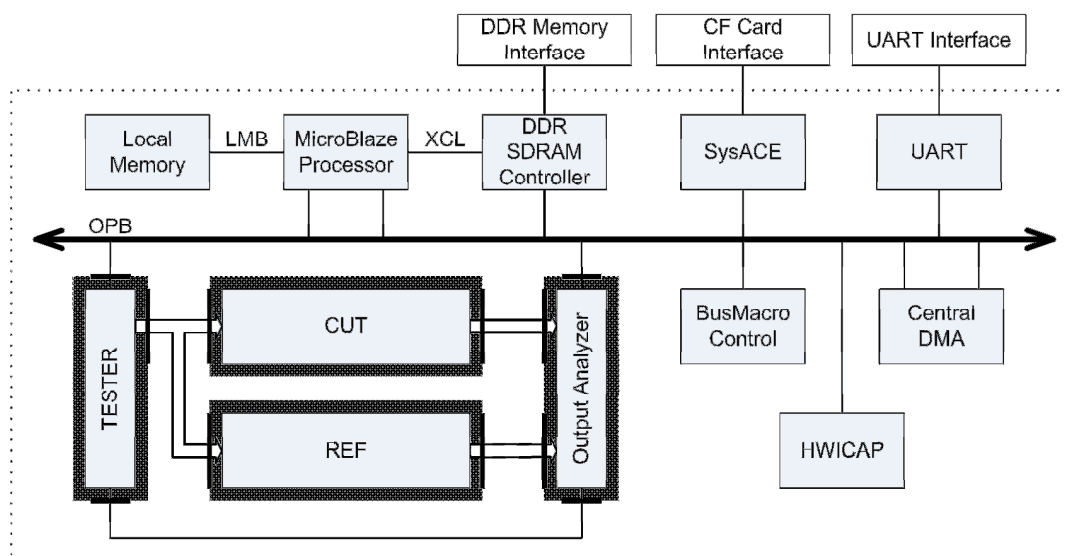 DDR Memory
Interface
CF Card
Interface
UART Interface
Local
Memory
LMB
MicroBlaze
Processor
XCL
DDR
SDRAM
Controller
SysACE
UART
OPB
TESTER
CUT
REF
Output Analyzer
BusMacro
Control
Central
DMA
HWICAP